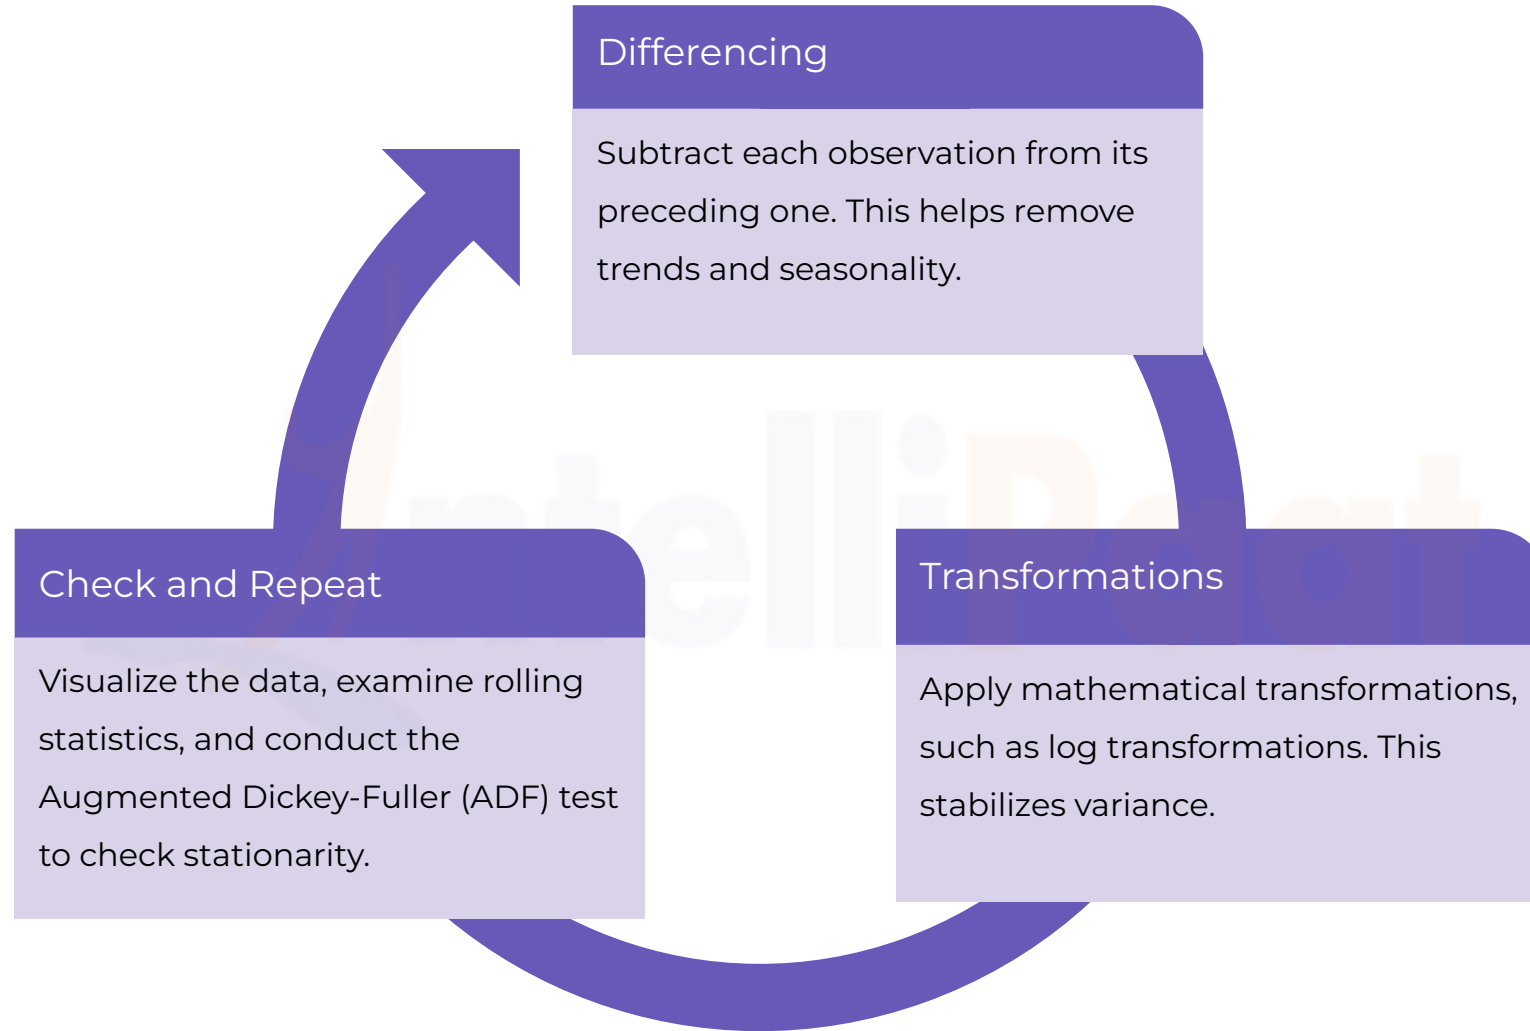 Differencing
Subtract each observation from its
preceding one. This helps remove
trends and seasonality.
Check and Repeat
Visualize the data, examine rolling
statistics, and conduct the
Augmented Dickey-Fuller (ADF) test
to check stationarity.
Transformations
Apply mathematical transformations,
such as log transformations. This
stabilizes variance.
IntelliPaat